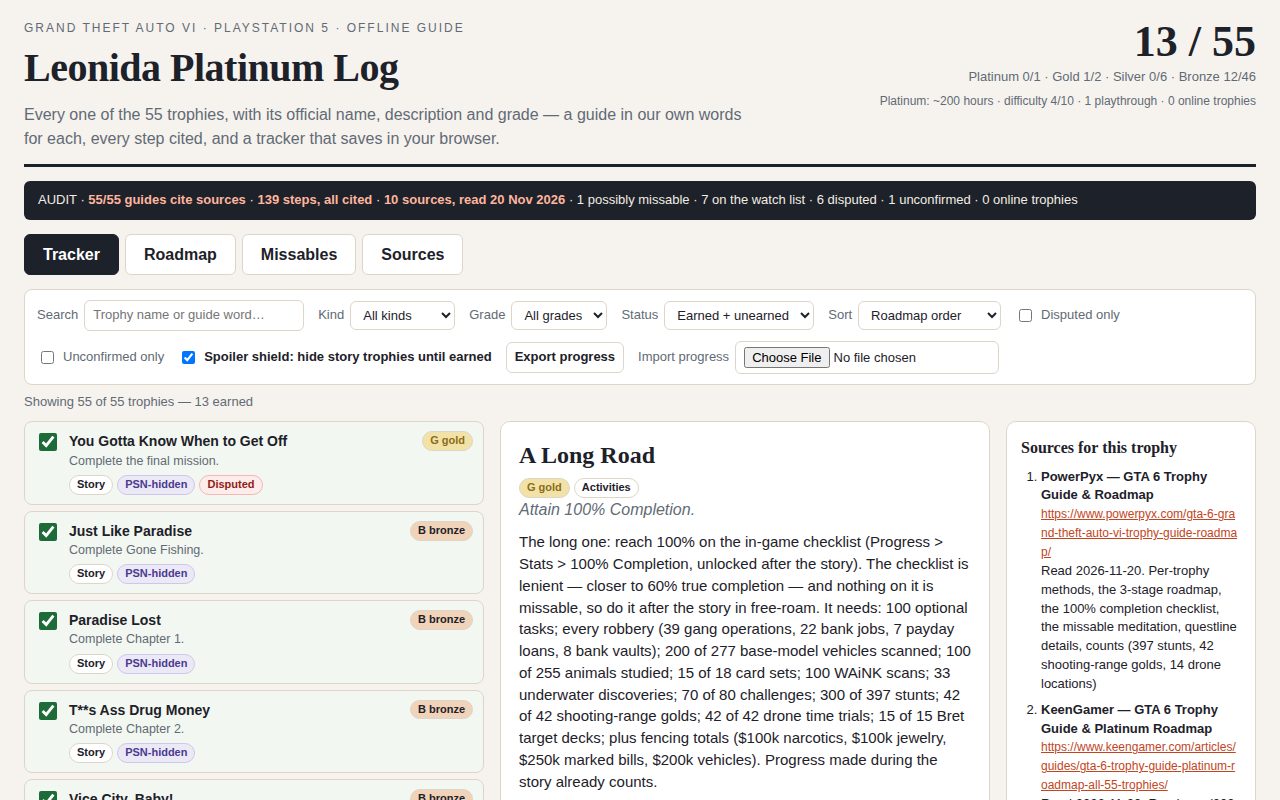 GRAND THEFT AUTO VI · PLAYSTATION 5 · OFFLINE GUIDE
Leonida Platinum Log
Every one of the 55 trophies, with its official name, description and grade — a guide in our own words
for each, every step cited, and a tracker that saves in your browser.
13 / 55
Platinum 0/1 · Gold 1/2 · Silver 0/6 · Bronze 12/46
Platinum: ~200 hours · difficulty 4/10 · 1 playthrough · 0 online trophies
AUDIT · 55/55 guides cite sources · 139 steps, all cited · 10 sources, read 20 Nov 2026 · 1 possibly missable · 7 on the watch list · 6 disputed · 1 unconfirmed · 0 online trophies
Tracker Roadmap Missables Sources
Search Trophy name or guide word… Kind All kinds Grade All grades Status Earned + unearned Sort Roadmap order Disputed only
Unconfirmed only Spoiler shield: hide story trophies until earned Export progress Import progress Choose File No file chosen
Showing 55 of 55 trophies — 13 earned
You Gotta Know When to Get Off G gold
Complete the final mission.
Story PSN-hidden Disputed
Just Like Paradise B bronze
Complete Gone Fishing.
Story PSN-hidden
Paradise Lost B bronze
Complete Chapter 1.
Story PSN-hidden
T**s Ass Drug Money B bronze
Complete Chapter 2.
Story PSN-hidden
Vice City, Baby! B bronze
A Long Road
G gold Activities
Attain 100% Completion.
The long one: reach 100% on the in-game checklist (Progress >
Stats > 100% Completion, unlocked after the story). The checklist is
lenient — closer to 60% true completion — and nothing on it is
missable, so do it after the story in free-roam. It needs: 100 optional
tasks; every robbery (39 gang operations, 22 bank jobs, 7 payday
loans, 8 bank vaults); 200 of 277 base-model vehicles scanned; 100
of 255 animals studied; 15 of 18 card sets; 100 WAiNK scans; 33
underwater discoveries; 70 of 80 challenges; 300 of 397 stunts; 42
of 42 shooting-range golds; 42 of 42 drone time trials; 15 of 15 Bret
target decks; plus fencing totals ($100k narcotics, $100k jewelry,
$250k marked bills, $200k vehicles). Progress made during the
story already counts.
Sources for this trophy
1. PowerPyx — GTA 6 Trophy
Guide & Roadmap
https://www.powerpyx.com/gta-6-gra
nd-theft-auto-vi-trophy-guide-roadma
p/
Read 2026-11-20. Per-trophy
methods, the 3-stage roadmap,
the 100% completion checklist,
the missable meditation, questline
details, counts (397 stunts, 42
shooting-range golds, 14 drone
locations)
2. KeenGamer — GTA 6 Trophy
Guide & Platinum Roadmap
https://www.keengamer.com/articles/
guides/gta-6-trophy-guide-platinum-r
oadmap-all-55-trophies/